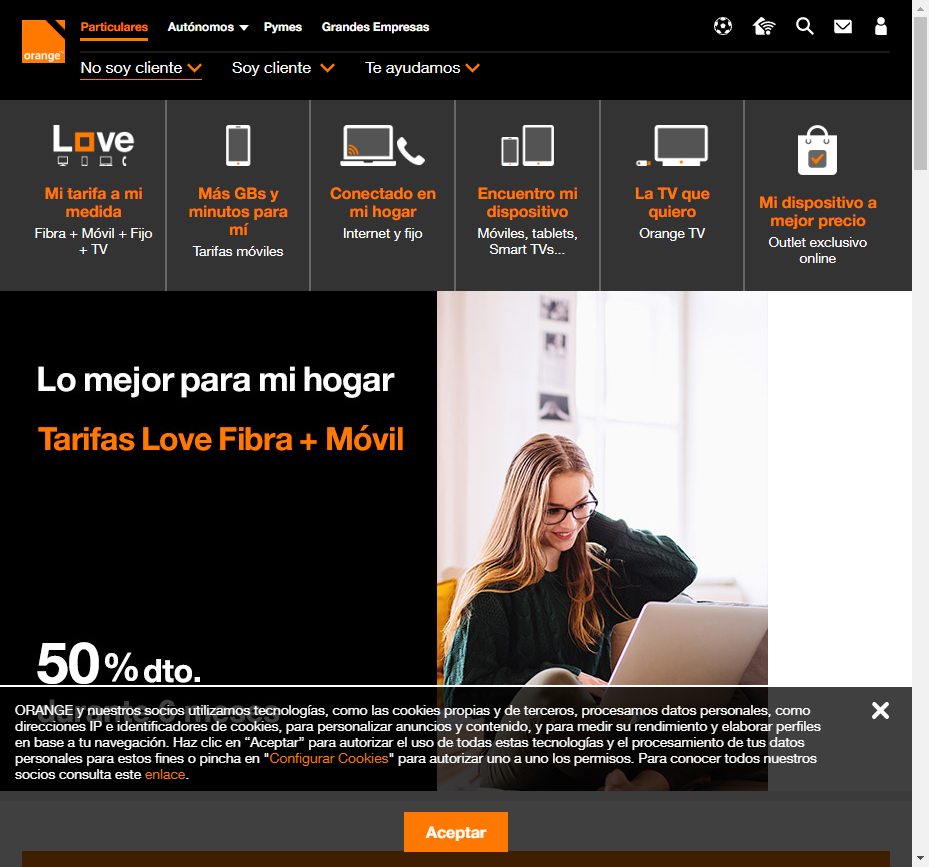 orange™
Particulares
Autónomos
Pymes
Grandes Empresas
No soy cliente
Soy cliente
Te ayudamos
Love
Mi tarifa a mi
medida
Fibra + Móvil + Fijo
+ TV
Más GBs y
minutos para
mí
Tarifas móviles
Conectado en
mi hogar
Internet y fijo
Encuentro mi
dispositivo
Móviles, tablets,
Smart TVs...
La TV que
quiero
Orange TV
Mi dispositivo a
mejor precio
Outlet exclusivo
online
Lo mejor para mi hogar
Tarifas Love Fibra + Móvil
50% dto.
durante 6 meses
ORANGE y nuestros socios utilizamos tecnologías, como las cookies propias y de terceros, procesamos datos personales, como
direcciones IP e identificadores de cookies, para personalizar anuncios y contenido, y para medir su rendimiento y elaborar perfiles
en base a tu navegación. Haz clic en “Aceptar” para autorizar el uso de todas estas tecnologías y el procesamiento de tus datos
personales para estos fines o pincha en "Configurar Cookies" para autorizar uno a uno los permisos. Para conocer todos nuestros
socios consulta este enlace.
Aceptar